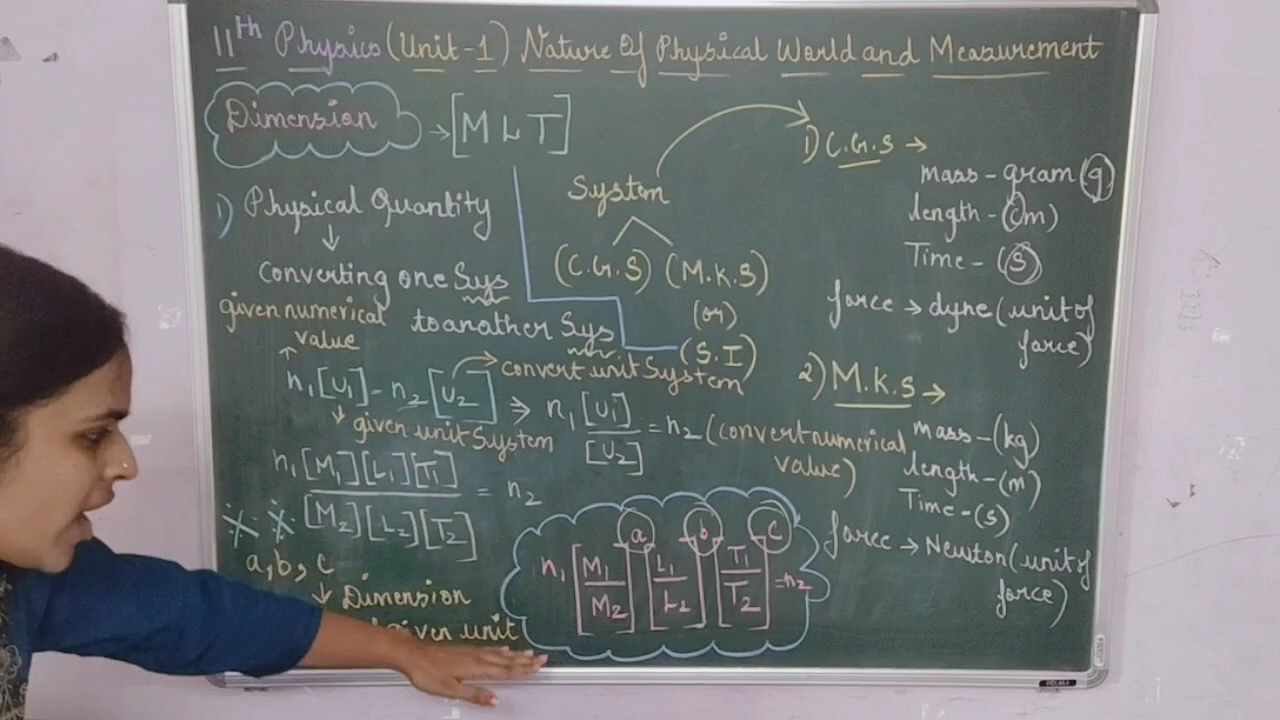 11th Physics (Unit-1) Nature Of Physical World and Measurement
Dimension → [M L T]
1) Physical Quantity
↓
Converting one Sys
to another Sys
given numerical
value
n₁[U₁] = n₂[U₂]
convert unit System
given unit System
⇒ n₁[U₁]/[U₂] = n₂ (convert numerical
value)
n₁[M₁][L₁][T₁]/[M₂][L₂][T₂] = n₂
a, b, c
↓ Dimension
given unit
n₁[M₁/M₂]ᵃ [L₁/L₂]ᵇ [T₁/T₂]ᶜ = n₂
System
(C.G.S) (M.K.S)
(or)
(S.I)
1) C.G.S →
mass - gram (g)
length - (cm)
Time - (S)
force → dyne (unit of
force)
2) M.K.S →
mass - (kg)
length - (m)
Time - (s)
force → Newton (unit of
force)